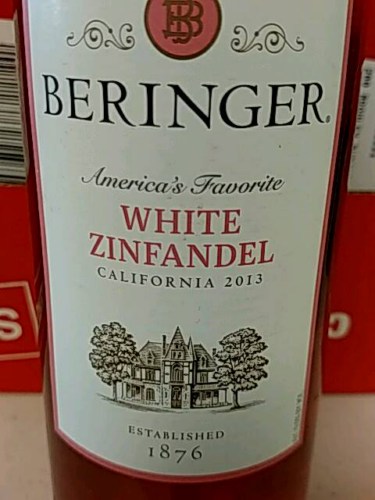 B
BERINGER.
America's Favorite
WHITE
ZINFANDEL
CALIFORNIA 2013
ESTABLISHED
1876
S